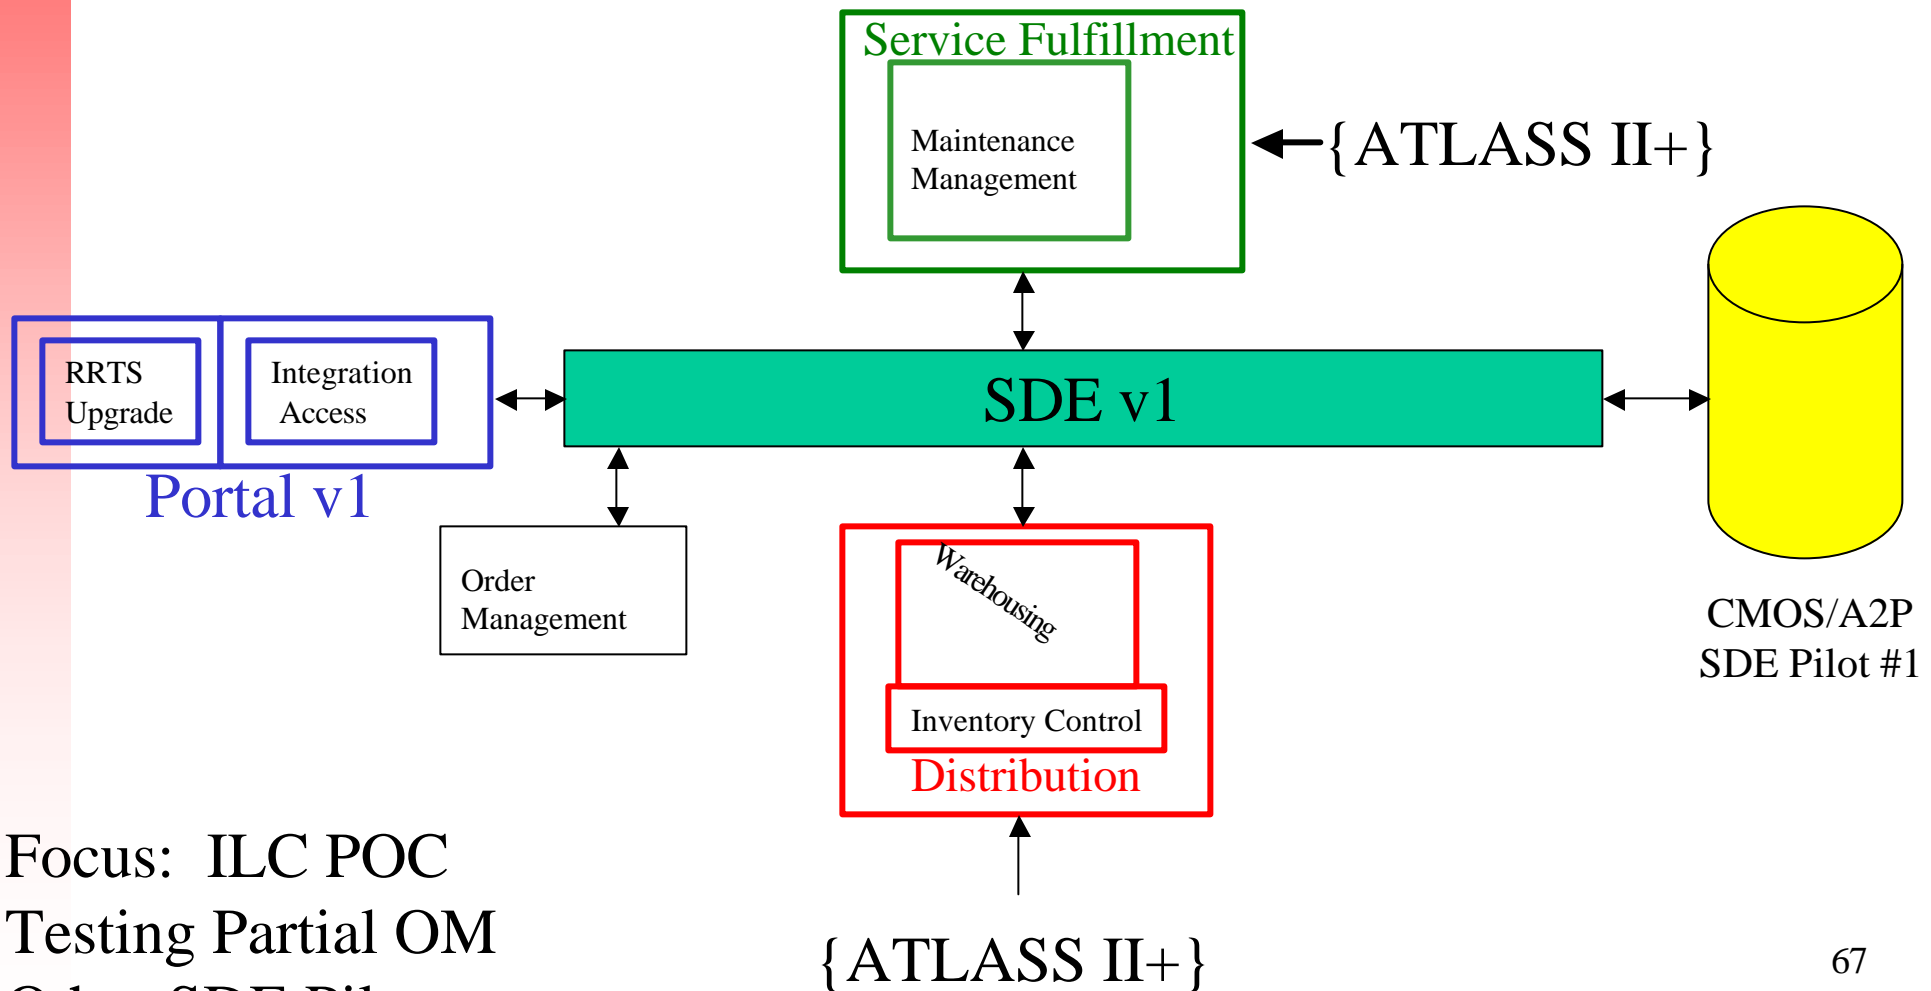 Service Fulfillment
Maintenance
Management
{ATLASS II+}
RRTS
Upgrade
Integration
Access
Portal v1
SDE v1
Order
Management
Warehousing
Inventory Control
Distribution
CMOS/A2P
SDE Pilot #1
Focus: ILC POC
Testing Partial OM
{ATLASS II+}
67